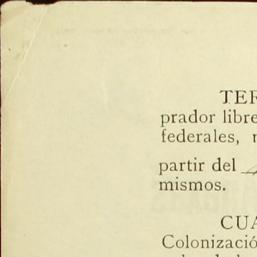 TER
prador libre
federales,
partir del
mismos.
CUA
Colonizació